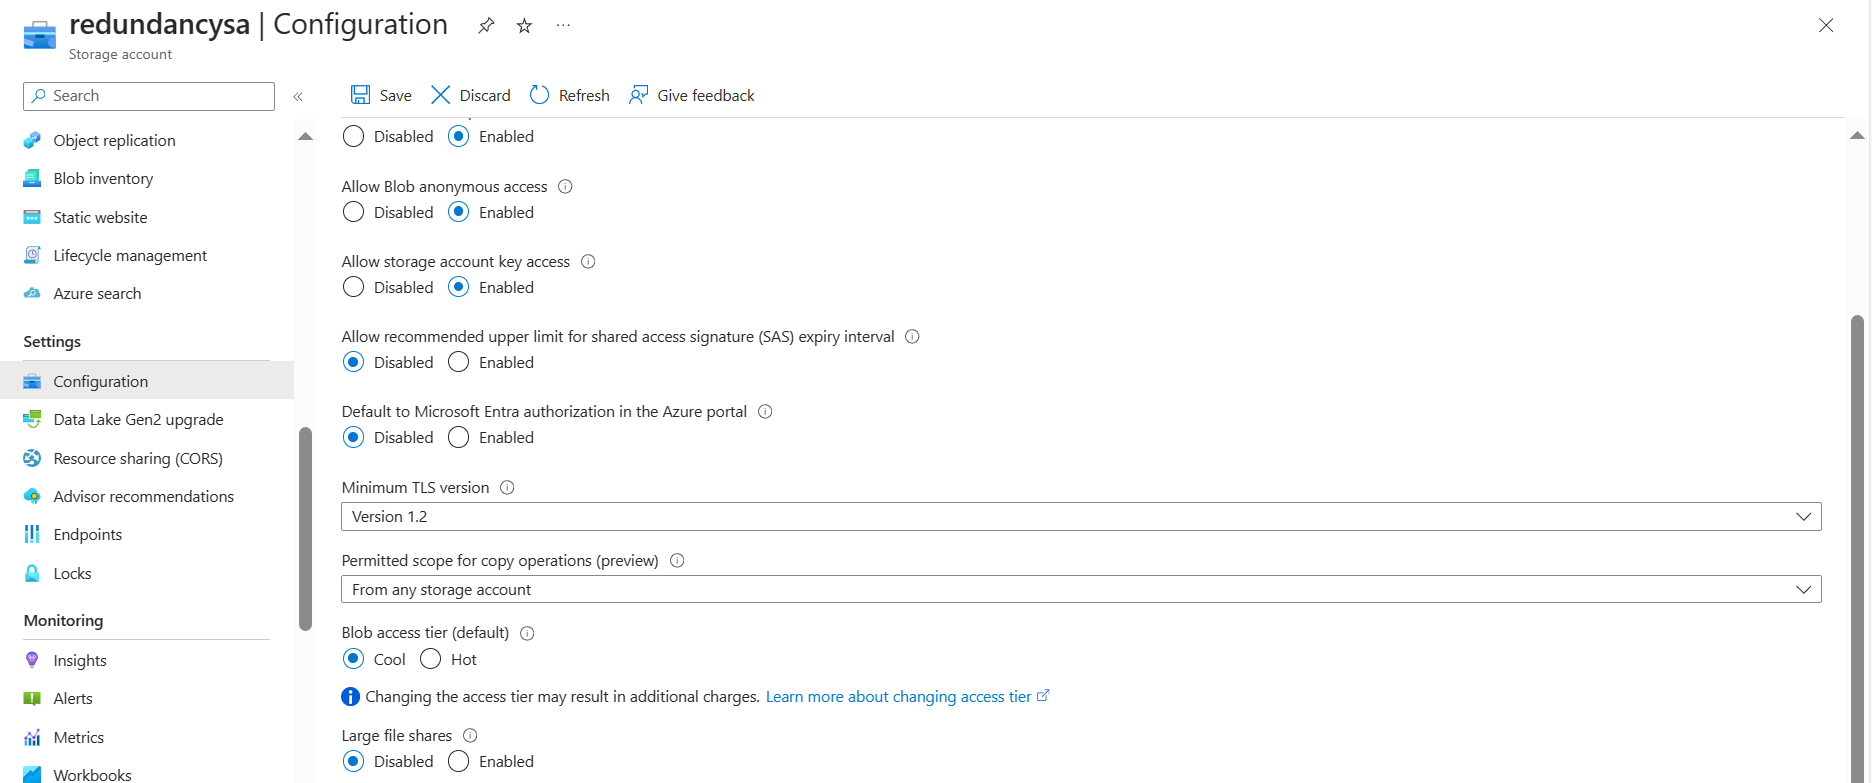 redundancysa | Configuration
Storage account
Search
Object replication
Blob inventory
Static website
Lifecycle management
Azure search
Settings
Configuration
Data Lake Gen2 upgrade
Resource sharing (CORS)
Advisor recommendations
Endpoints
Locks
Monitoring
Insights
Alerts
Metrics
Workbooks
Save Discard Refresh Give feedback
Disabled Enabled
Allow Blob anonymous access
Disabled Enabled
Allow storage account key access
Disabled Enabled
Allow recommended upper limit for shared access signature (SAS) expiry interval
Disabled Enabled
Default to Microsoft Entra authorization in the Azure portal
Disabled Enabled
Minimum TLS version
Version 1.2
Permitted scope for copy operations (preview)
From any storage account
Blob access tier (default)
Cool Hot
Changing the access tier may result in additional charges. Learn more about changing access tier
Large file shares
Disabled Enabled